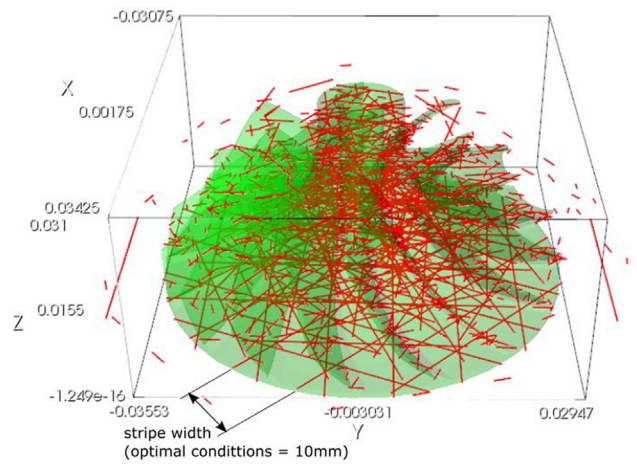 -0.03075
X
0.00175
0.03425
0.031
Z
0.0155
-1.249e-16
-0.03553
-0.003031
0.02947
Y
stripe width
(optimal condittions = 10mm)